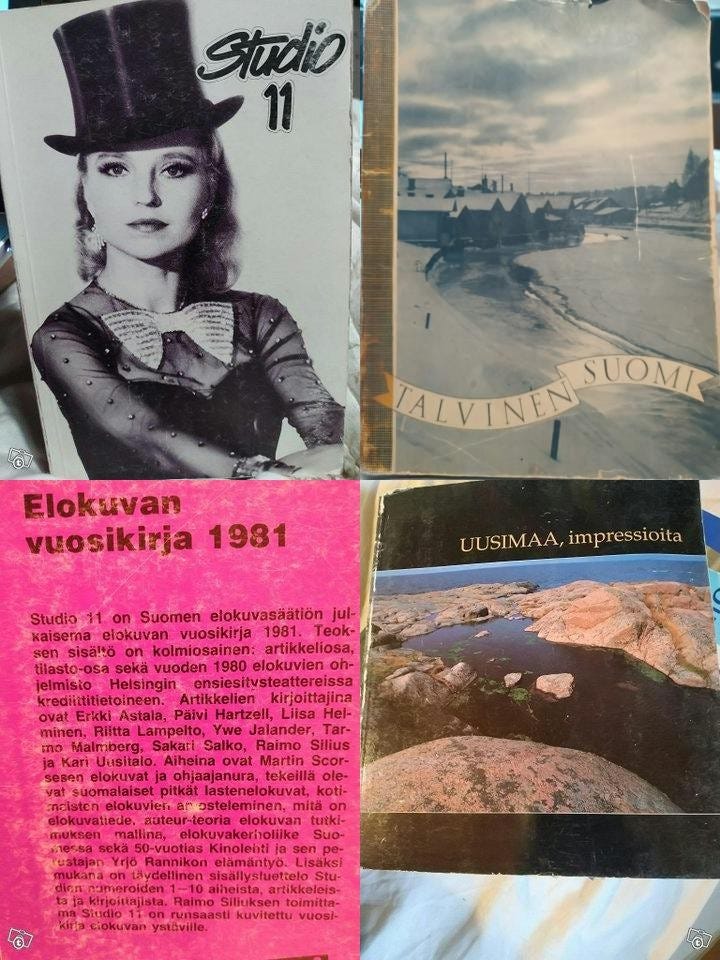 Studio
11
TALVINEN SUOMI
Elokuvan
vuosikirja 1981
Studio 11 on Suomen elokuvasäätiön jul-
kaisema elokuvan vuosikirja 1981. Teok-
sen sisältö on kolmiosainen: artikkeliosa,
tilasto-osa sekä vuoden 1980 elokuvien oh-
jelmisto Helsingin ensiesitysteattereissa
krediittitietoineen. Artikkelien kirjoittajina
ovat Erkki Astala, Päivi Hartzell, Liisa Hel-
minen, Riitta Lampelto, Ywe Jalander, Tar-
mo Malmberg, Sakari Salko, Raimo Silius
ja Kari Uusitalo. Aiheina ovat Martin Scor-
sesen elokuvat ja ohjaajanura, tekeillä ole-
vat suomalaiset pitkät lastenelokuvat, koti-
maisten elokuvien arvosteleminen, mitä on
elokuvatiede, auteur-teoria elokuvan tutki-
muksen mallina, elokuvakerholiike Suo-
messa sekä 50-vuotias Kinolehti ja sen pe-
rustajan Yrjö Rannikon elämäntyö. Lisäksi
mukana on täydellinen sisällysluettelo Stu-
dion numeroiden 1—10 aiheista, artikkeleis-
ta ja kirjoittajista. Raimo Siliuksen toimitta-
ma Studio 11 on runsaasti kuvitettu vuosi-
kirja elokuvan ystäville.
UUSIMAA, impressioita